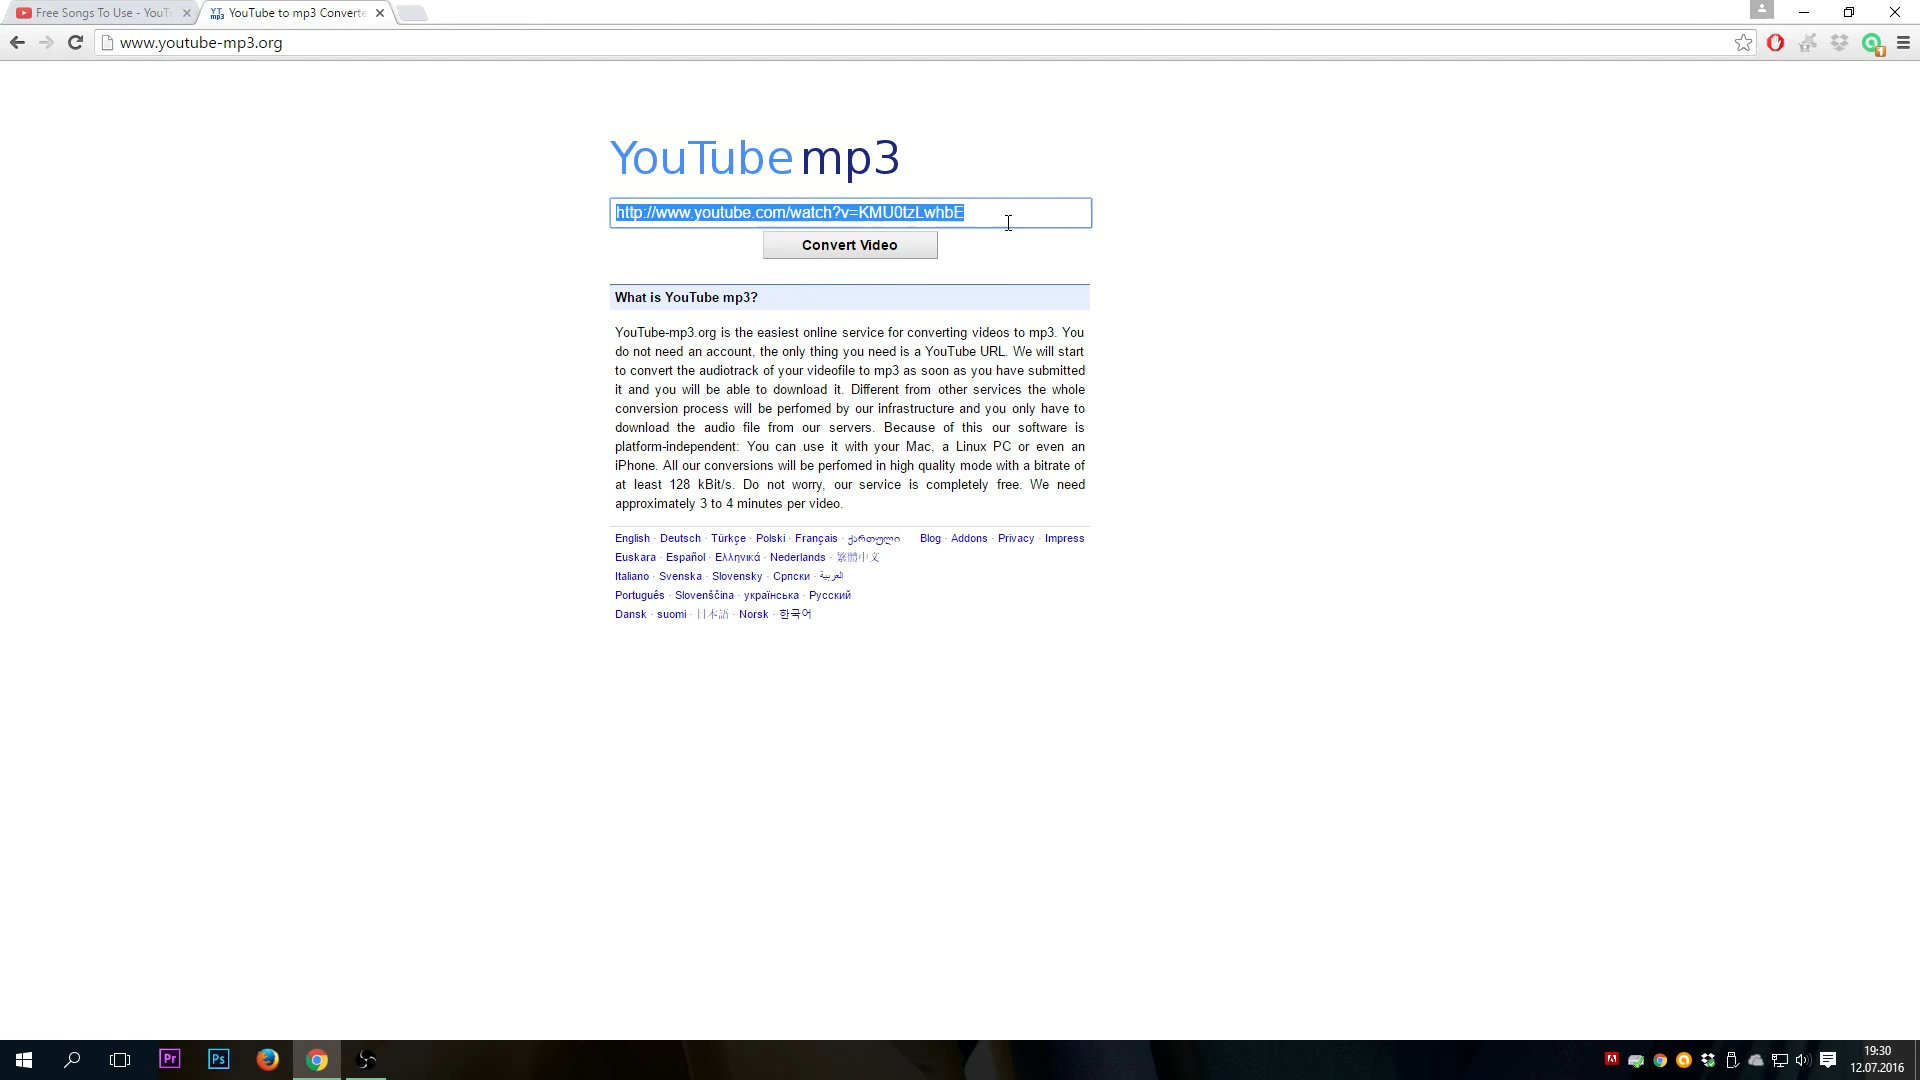 Free Songs To Use - YouT
YouTube to mp3 Converte
www.youtube-mp3.org
YouTube mp3
http://www.youtube.com/watch?v=KMU0tzLwhbE
Convert Video
What is YouTube mp3?
YouTube-mp3.org is the easiest online service for converting videos to mp3. You
do not need an account, the only thing you need is a YouTube URL. We will start
to convert the audiotrack of your videofile to mp3 as soon as you have submitted
it and you will be able to download it. Different from other services the whole
conversion process will be perfomed by our infrastructure and you only have to
download the audio file from our servers. Because of this our software is
platform-independent: You can use it with your Mac, a Linux PC or even an
iPhone. All our conversions will be perfomed in high quality mode with a bitrate of
at least 128 kBit/s. Do not worry, our service is completely free. We need
approximately 3 to 4 minutes per video.
English · Deutsch · Türkçe · Polski · Français · ქართული Blog · Addons · Privacy · Impress
Euskara · Español · Ελληνικά · Nederlands · 繁體中文
Italiano · Svenska · Slovensky · Српски · العربية
Português · Slovenščina · українська · Русский
Dansk · suomi · 日本語 · Norsk · 한국어
Pr
Ps
19:30
12.07.2016